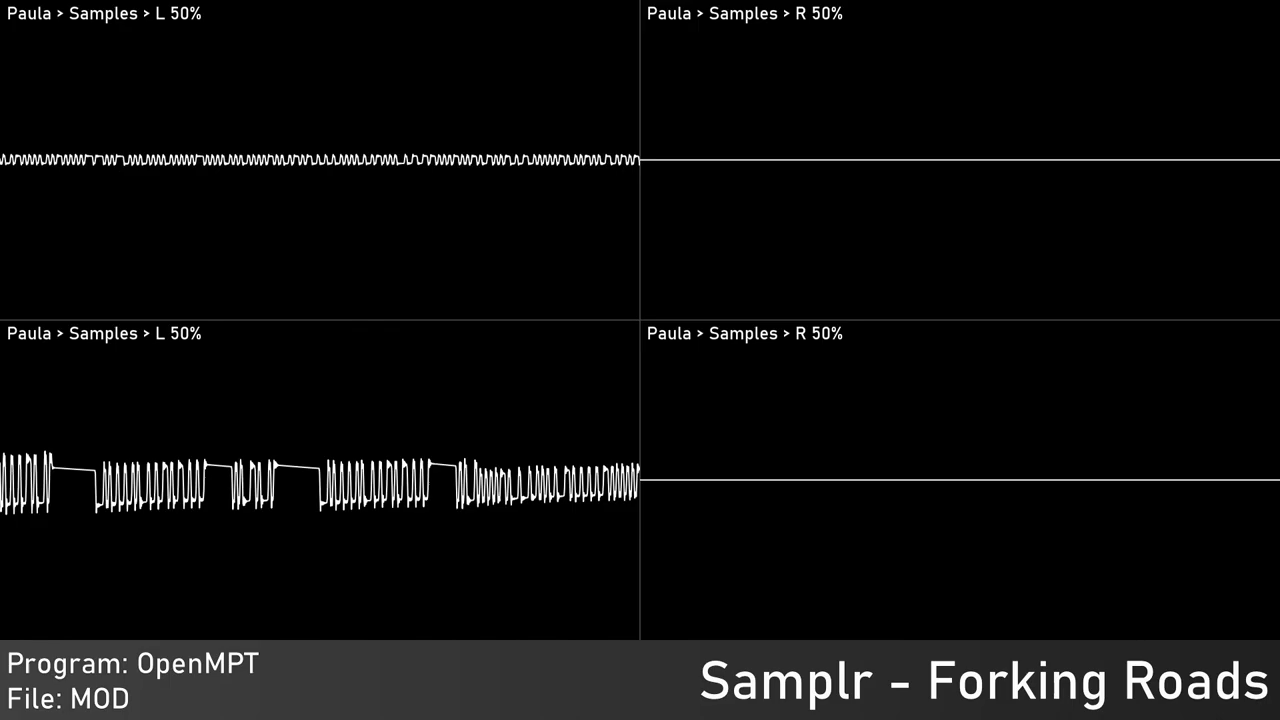 Paula > Samples > L 50%
Paula > Samples > R 50%
Paula > Samples > L 50%
Paula > Samples > R 50%
Program: OpenMPT
File: MOD
Samplr - Forking Roads